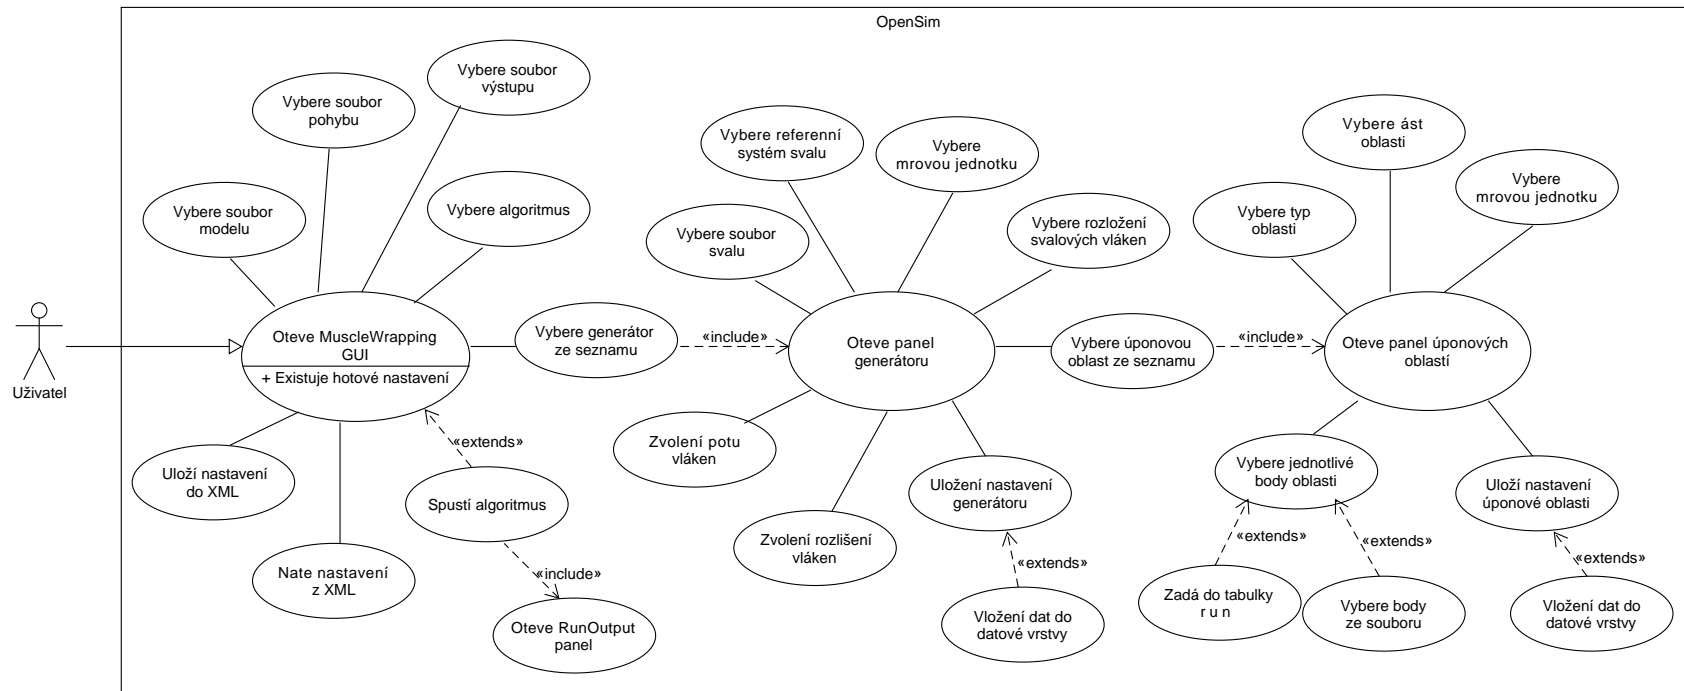 OpenSim
Vybere soubor
výstupu
Vybere soubor
pohybu
Vybere soubor
modelu
Vybere algoritmus
Oteve MuscleWrapping
GUI
+ Existuje hotové nastavení
Uživatel
Uloží nastavení
do XML
Nate nastavení
z XML
«extends»
Spustí algoritmus
«include»
Oteve RunOutput
panel
Vybere generátor
ze seznamu
«include»
Vybere referenní
systém svalu
Vybere
mrovou jednotku
Vybere soubor
svalu
Vybere rozložení
svalových vláken
Oteve panel
generátoru
Zvolení potu
vláken
Zvolení rozlišení
vláken
Uložení nastavení
generátoru
«extends»
Vložení dat do
datové vrstvy
Vybere úponovou
oblast ze seznamu
«include»
Vybere ást
oblasti
Vybere
mrovou jednotku
Vybere typ
oblasti
Oteve panel úponových
oblastí
Vybere jednotlivé
body oblasti
«extends»
«extends»
Zadá do tabulky
run
Vybere body
ze souboru
Uloží nastavení
úponové oblasti
«extends»
Vložení dat do
datové vrstvy